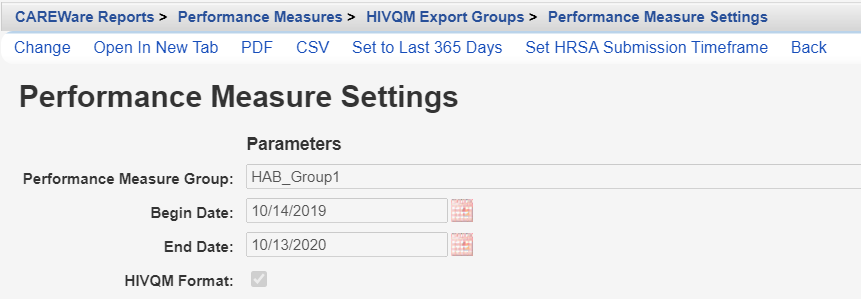 CAREWare Reports > Performance Measures > HIVQM Export Groups > Performance Measure Settings
Change Open In New Tab PDF CSV Set to Last 365 Days Set HRSA Submission Timeframe Back
Performance Measure Settings
Parameters
Performance Measure Group: HAB_Group1
Begin Date: 10/14/2019
End Date: 10/13/2020
HIVQM Format: